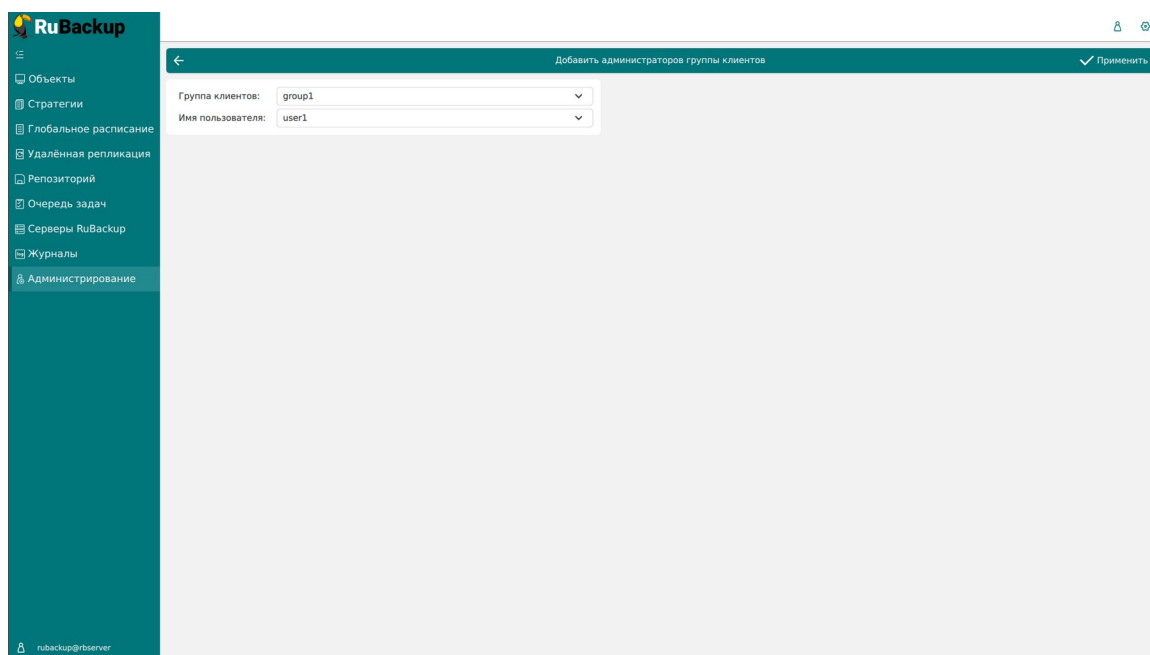 RuBackup
Добавить администраторов группы клиентов
Применить
Объекты
Стратегии
Глобальное расписание
Удалённая репликация
Репозиторий
Очередь задач
Серверы RuBackup
Журналы
Администрирование
Группа клиентов: group1
Имя пользователя: user1
rubackup@rbserver